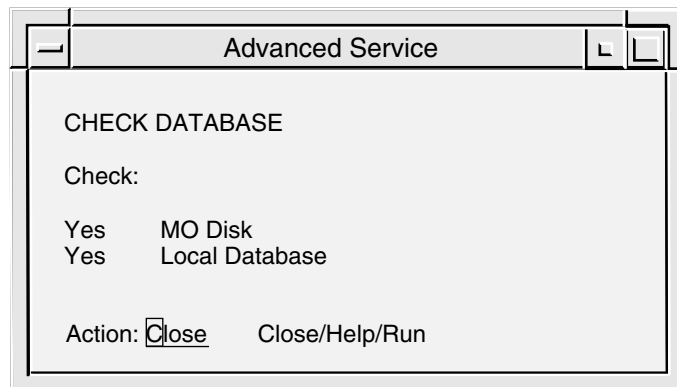 Advanced Service
CHECK DATABASE
Check:
Yes MO Disk
Yes Local Database
Action: Close Close/Help/Run